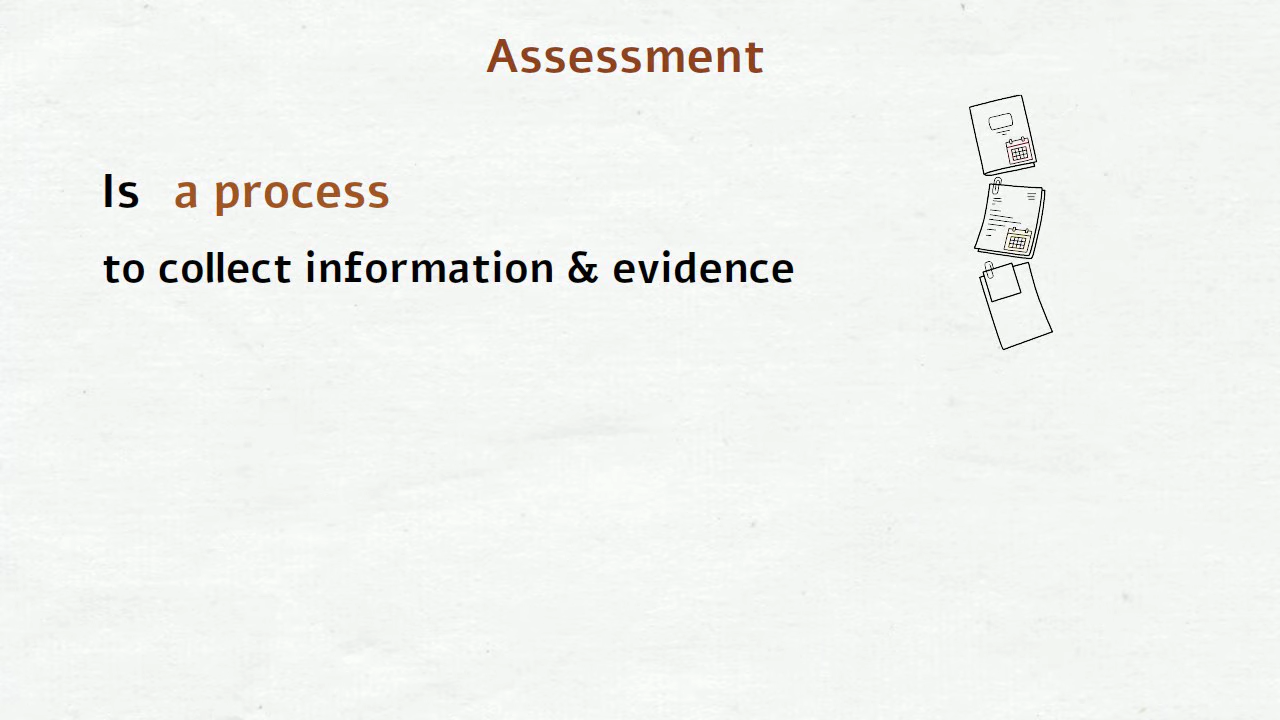 Assessment
Is a process
to collect information & evidence